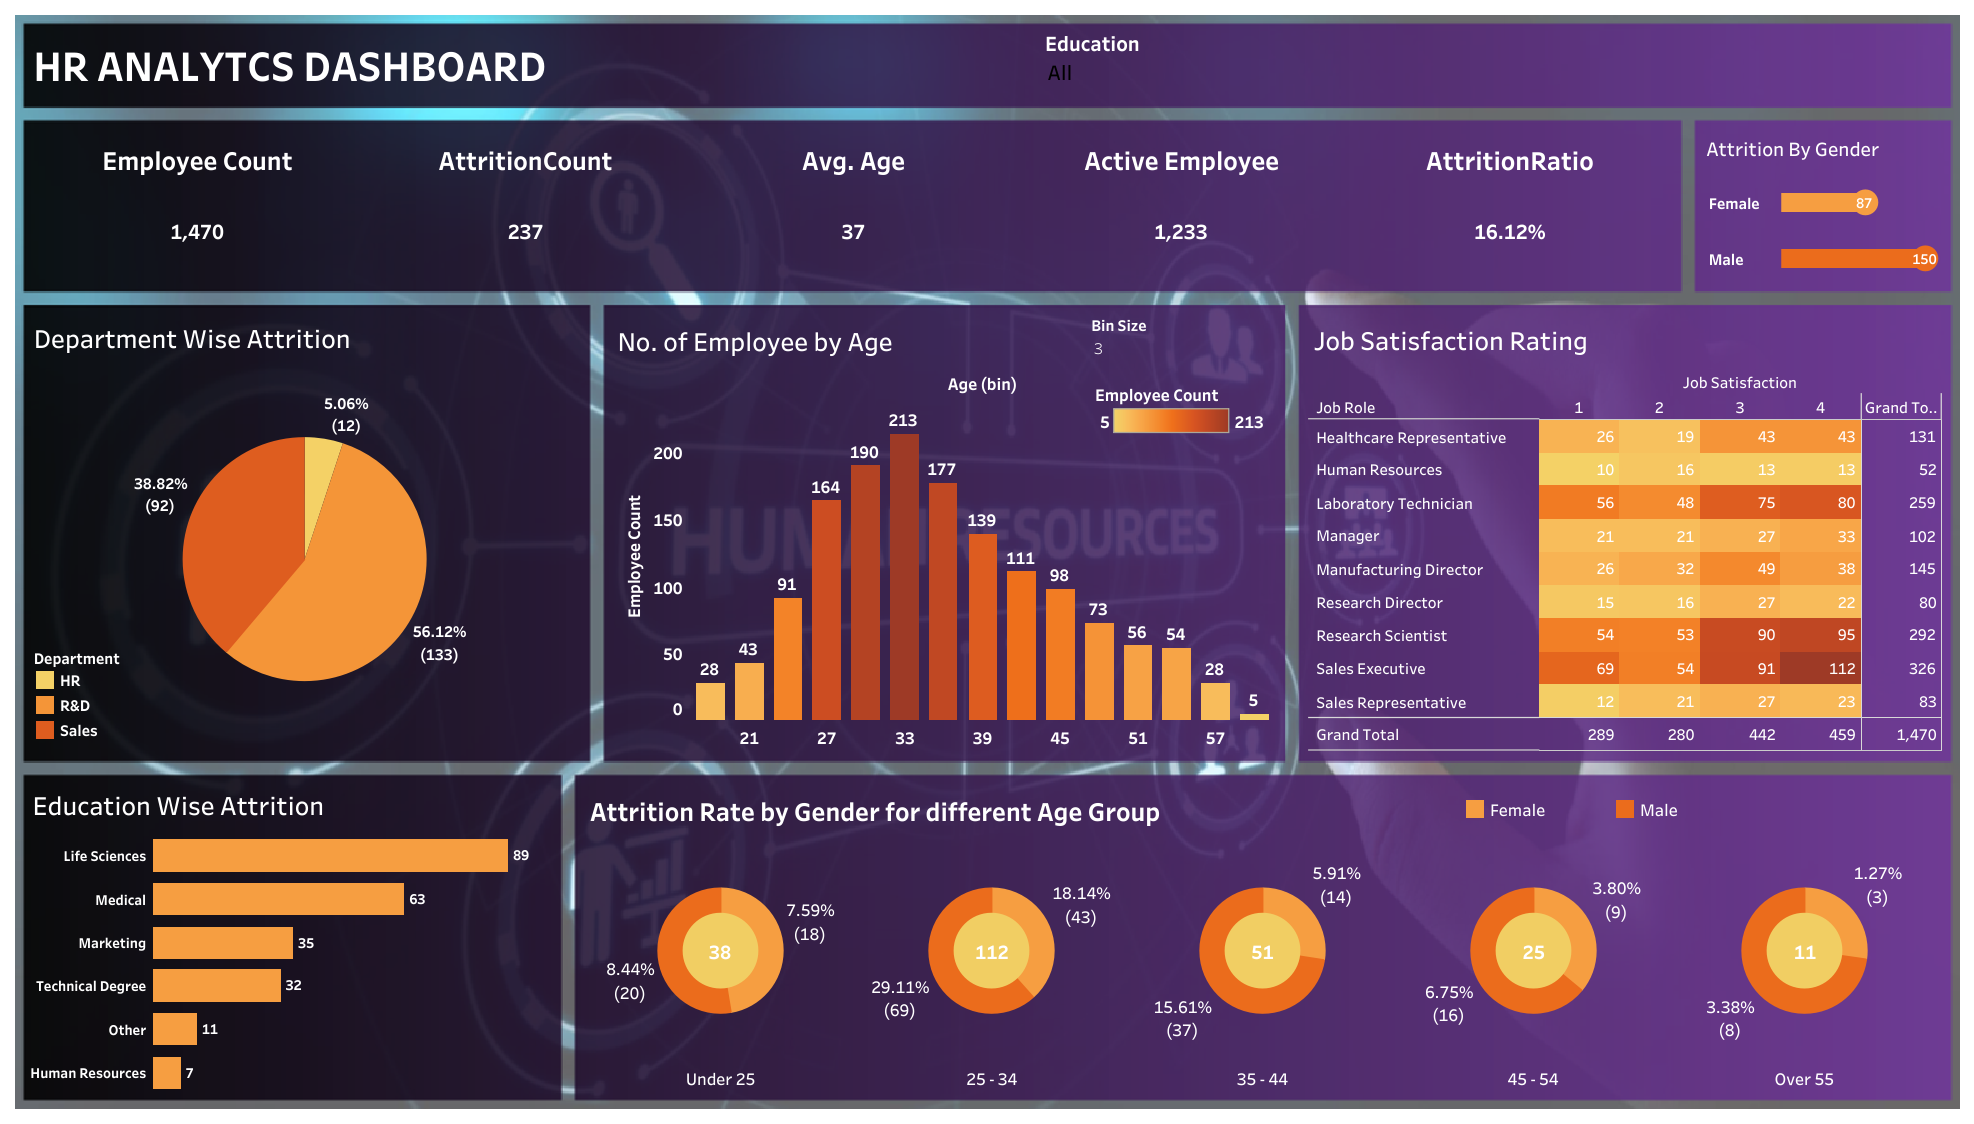 HR ANALYTCS DASHBOARD
Education
All
Employee Count
AttritionCount
Avg. Age
Active Employee
AttritionRatio
1,470
237
37
1,233
16.12%
Attrition By Gender
Female 87
Male 150
Department Wise Attrition
5.06%
(12)
38.82%
(92)
56.12%
(133)
Department
HR
R&D
Sales
No. of Employee by Age
Bin Size
3
Age (bin)
Employee Count
5 213
Employee Count
200
150
100
50
0
28
43
91
164
190
213
177
139
111
98
73
56
54
28
5
21 27 33 39 45 51 57
HUMAN RESOURCES
Job Satisfaction Rating
Job Satisfaction
Job Role 1 2 3 4 Grand To..
Healthcare Representative 26 19 43 43 131
Human Resources 10 16 13 13 52
Laboratory Technician 56 48 75 80 259
Manager 21 21 27 33 102
Manufacturing Director 26 32 49 38 145
Research Director 15 16 27 22 80
Research Scientist 54 53 90 95 292
Sales Executive 69 54 91 112 326
Sales Representative 12 21 27 23 83
Grand Total 289 280 442 459 1,470
Education Wise Attrition
Life Sciences 89
Medical 63
Marketing 35
Technical Degree 32
Other 11
Human Resources 7
Attrition Rate by Gender for different Age Group
Female
Male
7.59%
(18)
38
8.44%
(20)
Under 25
18.14%
(43)
112
29.11%
(69)
25 - 34
5.91%
(14)
51
15.61%
(37)
35 - 44
3.80%
(9)
25
6.75%
(16)
45 - 54
1.27%
(3)
11
3.38%
(8)
Over 55